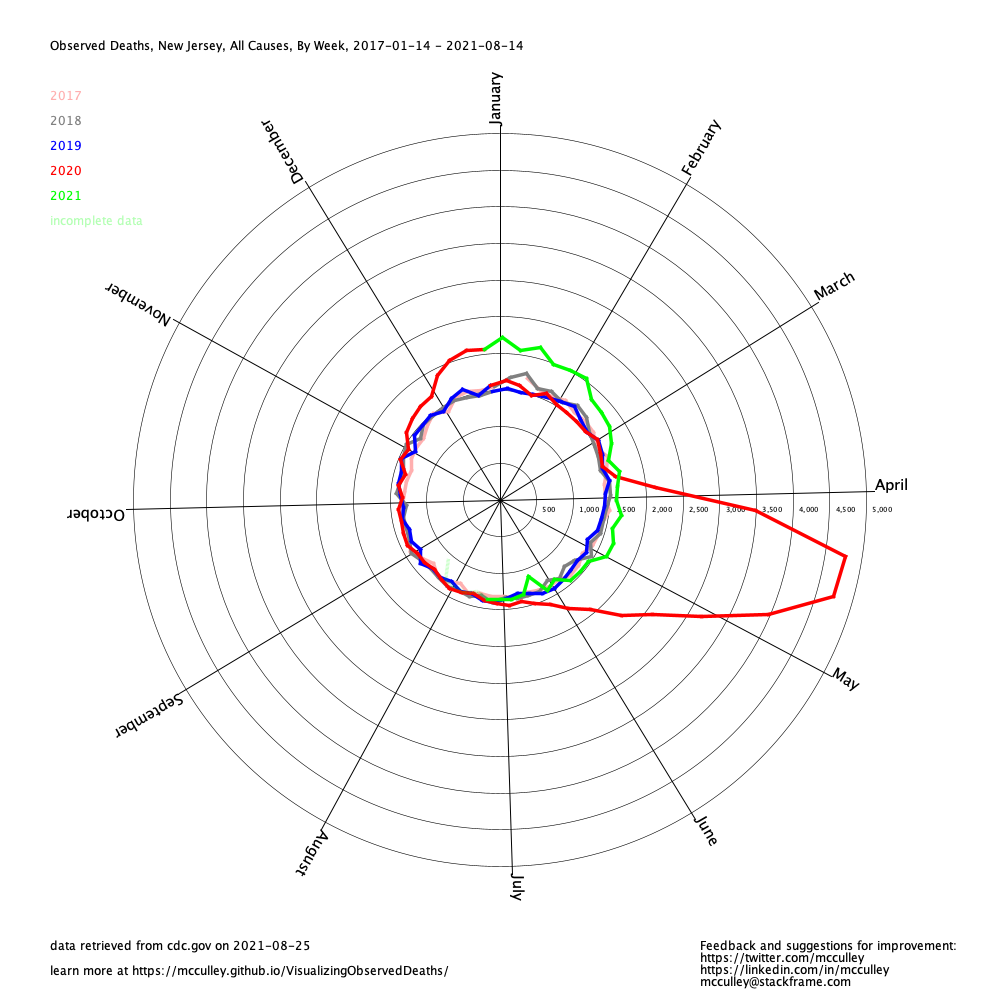 Observed Deaths, New Jersey, All Causes, By Week, 2017-01-14 - 2021-08-14
2017
2018
2019
2020
2021
incomplete data
January
February
March
April
May
June
July
August
September
October
November
December
500
1,000
1,500
2,000
2,500
3,000
3,500
4,000
4,500
5,000
data retrieved from cdc.gov on 2021-08-25
learn more at https://mcculley.github.io/VisualizingObservedDeaths/
Feedback and suggestions for improvement:
https://twitter.com/mcculley
https://linkedin.com/in/mcculley
mcculley@stackframe.com